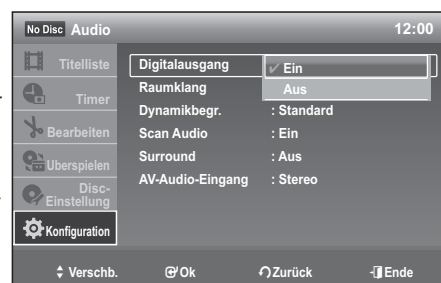 No Disc Audio 12:00
Titelliste
Timer
Bearbeiten
Uberspielen
Disc-
Einstellung
Konfiguration
Digitalausgang ✓ Ein
Raumklang Aus
Dynamikbegr. : Standard
Scan Audio : Ein
Surround : Aus
AV-Audio-Eingang : Stereo
Verschb. Ok Zurück Ende